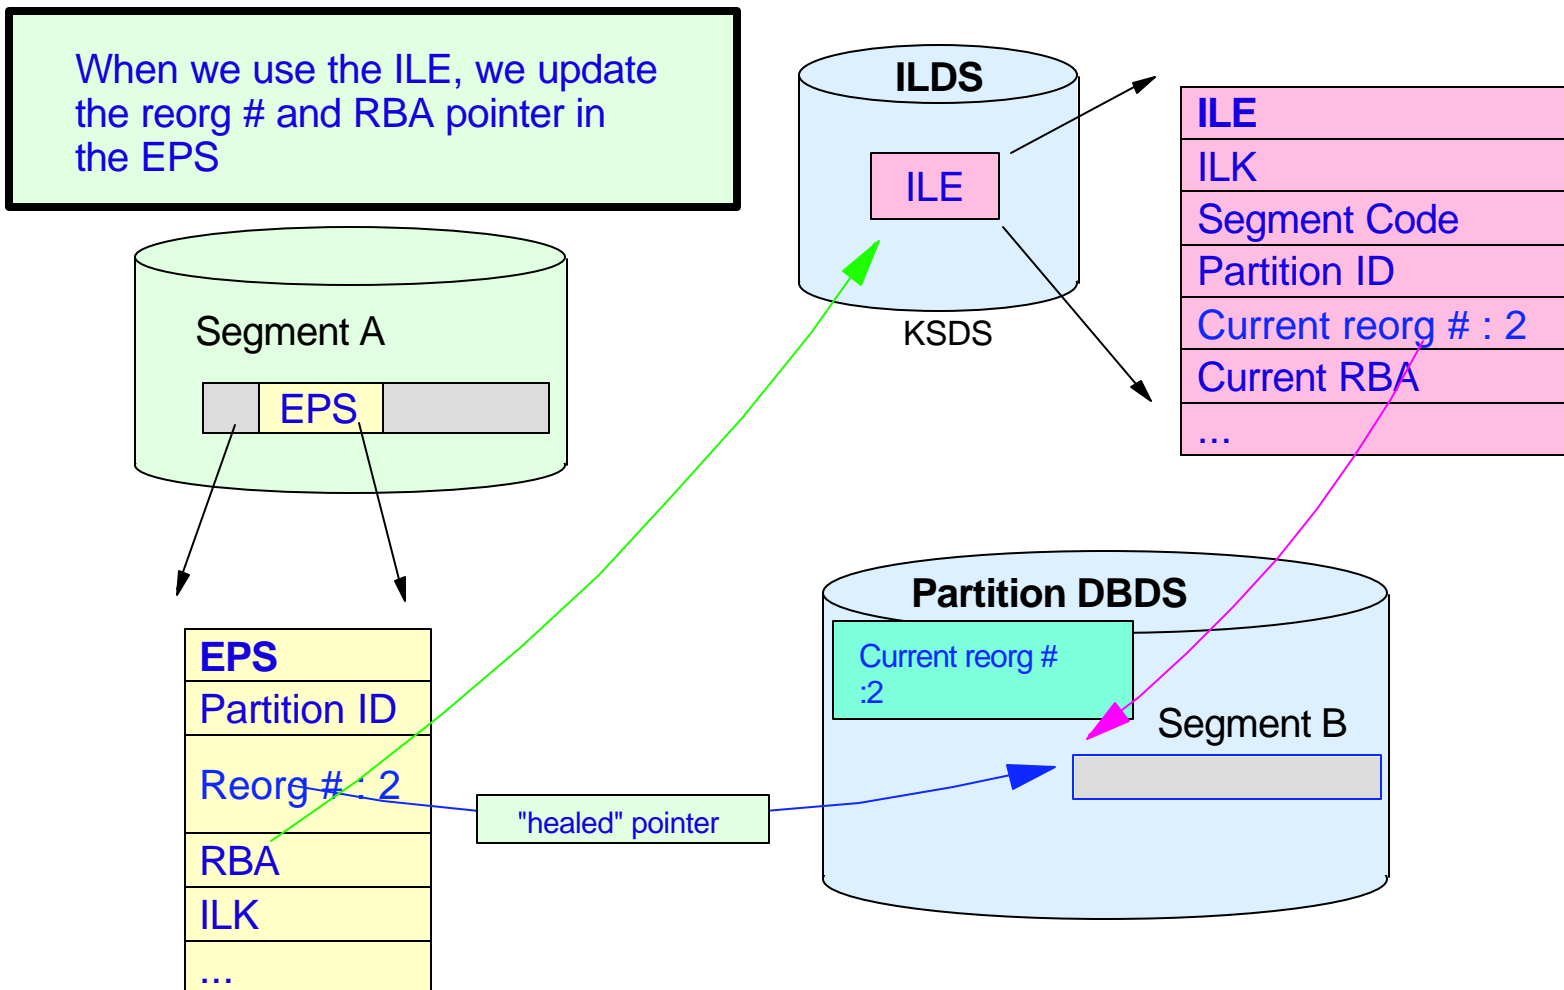 When we use the ILE, we update
the reorg # and RBA pointer in
the EPS
ILDS
ILE
KSDS
ILE
ILK
Segment Code
Partition ID
Current reorg # : 2
Current RBA
...
Segment A
EPS
EPS
Partition ID
Reorg # : 2
RBA
ILK
...
"healed" pointer
Partition DBDS
Current reorg #
:2
Segment B